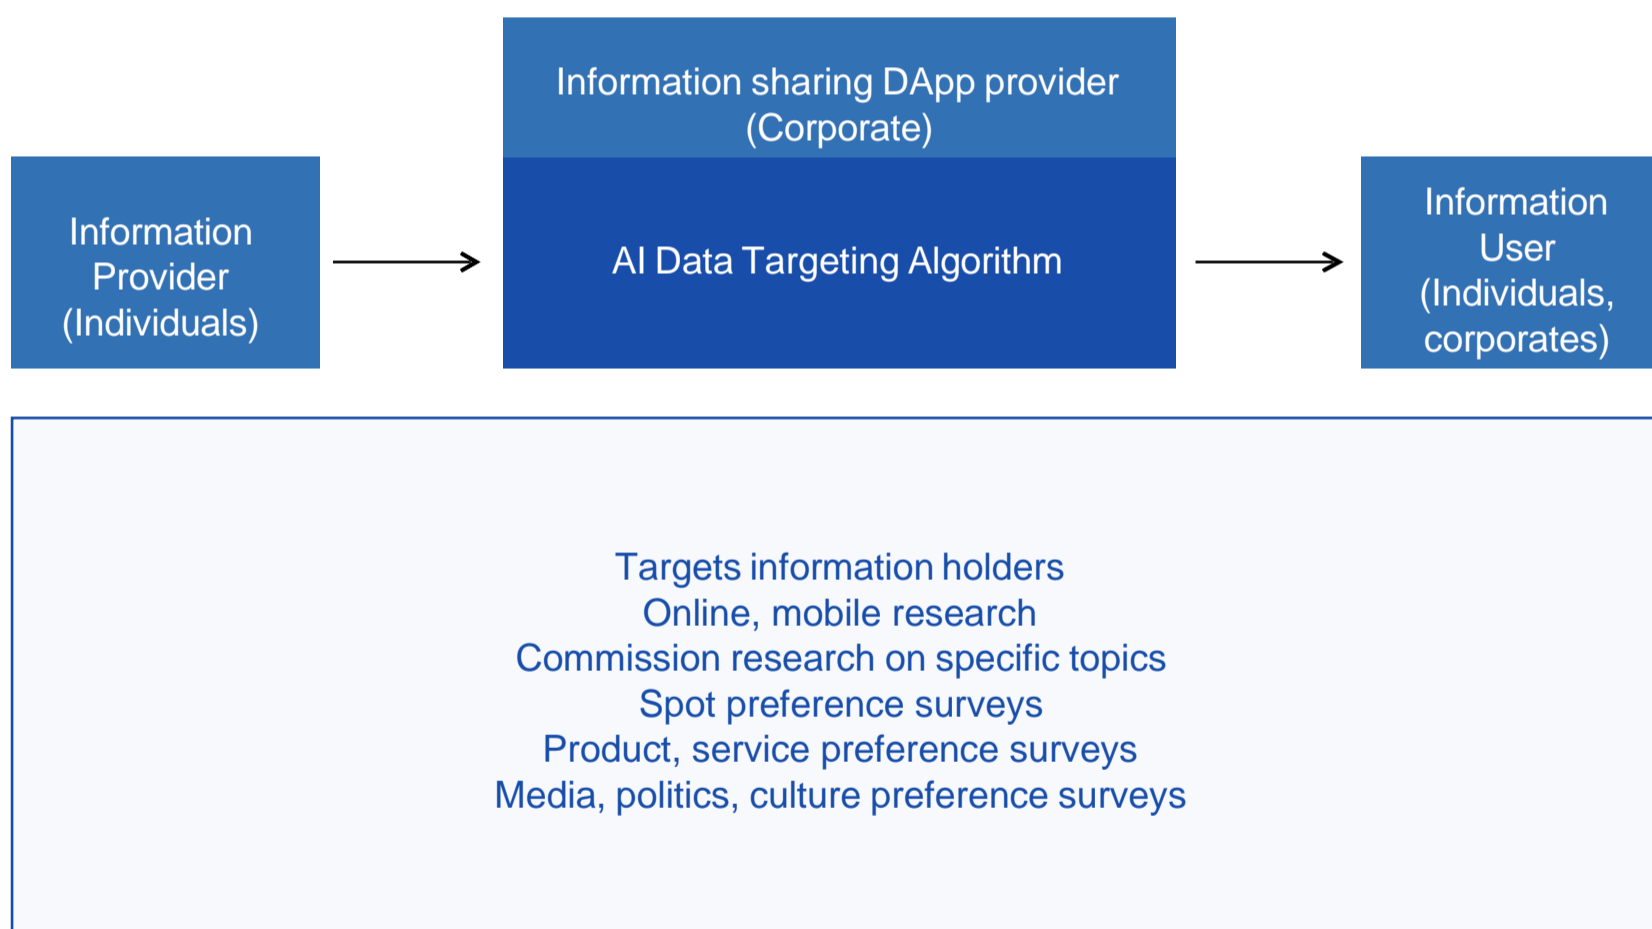 Information sharing DApp provider
(Corporate)
Information
Provider
(Individuals)
AI Data Targeting Algorithm
Information
User
(Individuals,
corporates)
Targets information holders
Online, mobile research
Commission research on specific topics
Spot preference surveys
Product, service preference surveys
Media, politics, culture preference surveys